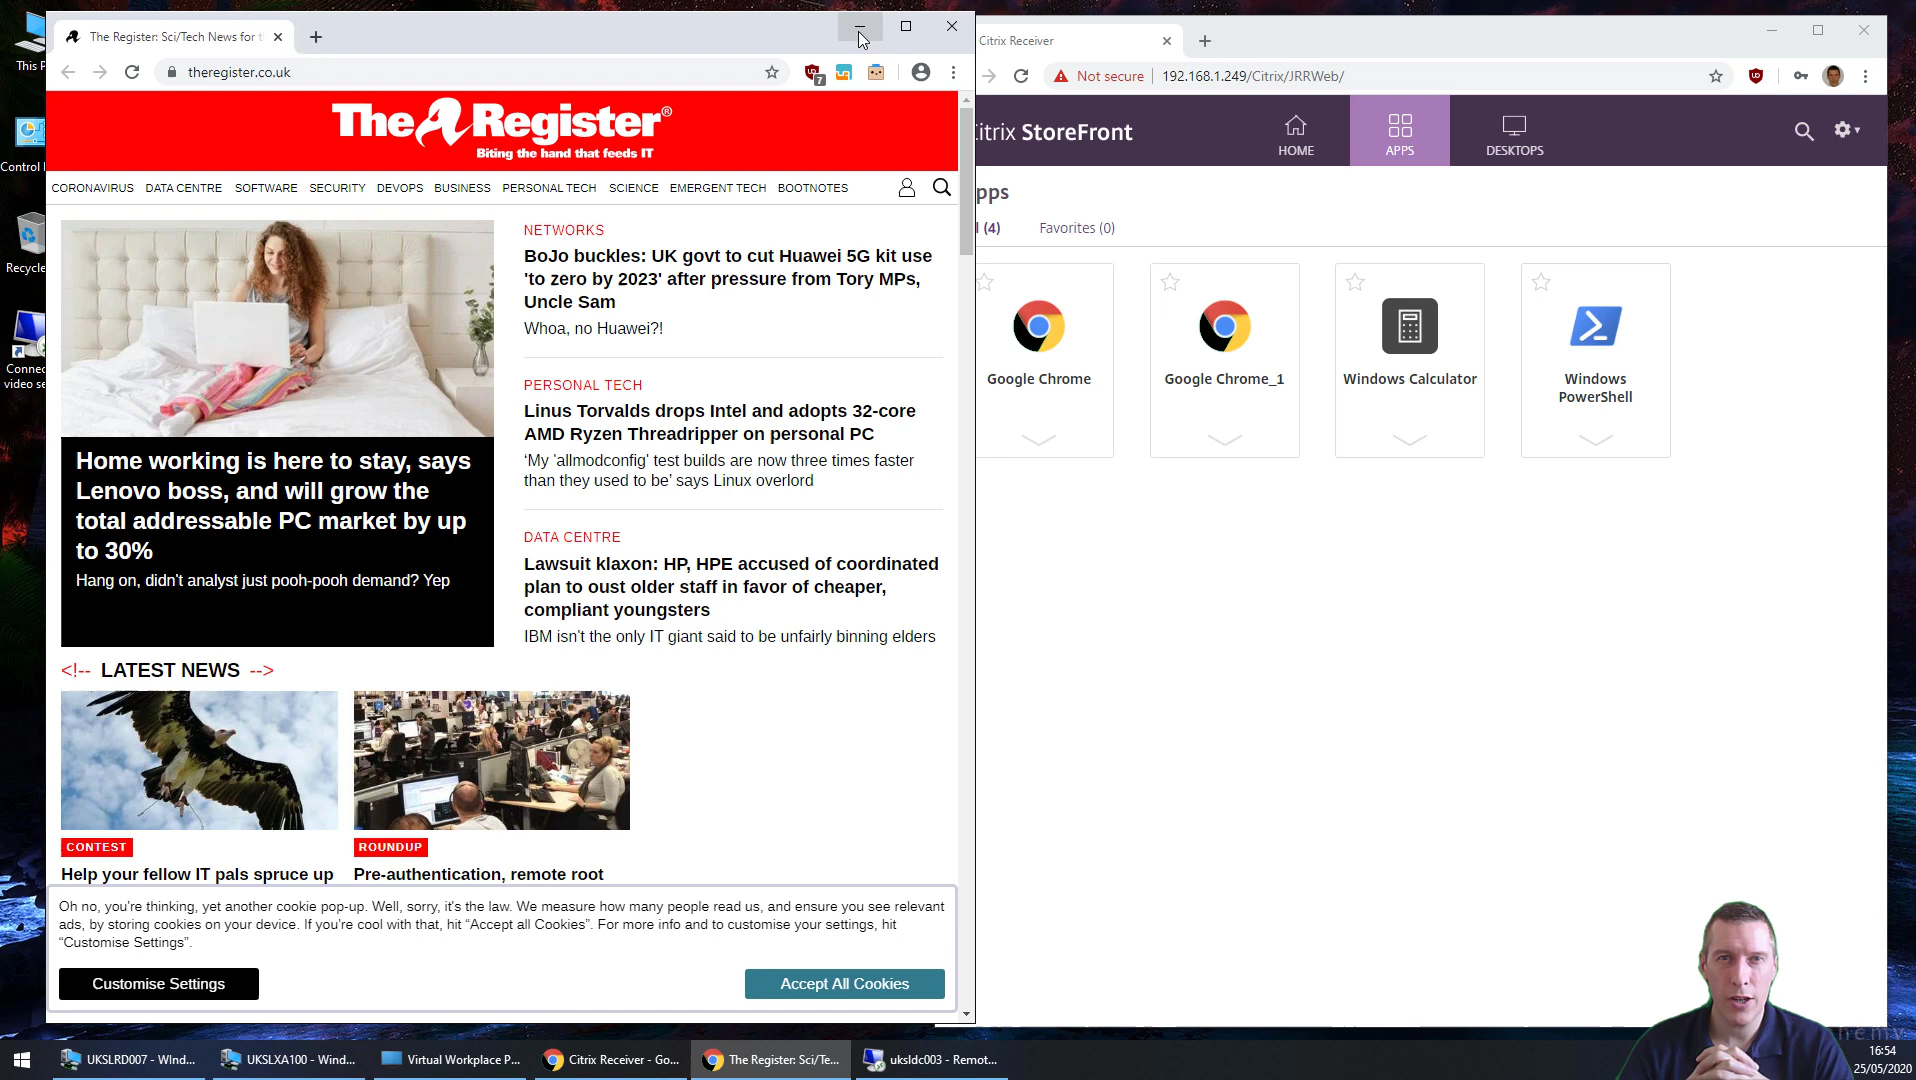 The Register: Sci/Tech News for t
theregister.co.uk
7
The Register®
Biting the hand that feeds IT
CORONAVIRUS DATA CENTRE SOFTWARE SECURITY DEVOPS BUSINESS PERSONAL TECH SCIENCE EMERGENT TECH BOOTNOTES
NETWORKS
BoJo buckles: UK govt to cut Huawei 5G kit use
'to zero by 2023' after pressure from Tory MPs,
Uncle Sam
Whoa, no Huawei?!
PERSONAL TECH
Linus Torvalds drops Intel and adopts 32-core
AMD Ryzen Threadripper on personal PC
‘My 'allmodconfig' test builds are now three times faster
than they used to be’ says Linux overlord
DATA CENTRE
Lawsuit klaxon: HP, HPE accused of coordinated
plan to oust older staff in favor of cheaper,
compliant youngsters
IBM isn't the only IT giant said to be unfairly binning elders
Home working is here to stay, says
Lenovo boss, and will grow the
total addressable PC market by up
to 30%
Hang on, didn't analyst just pooh-pooh demand? Yep
<!-- LATEST NEWS -->
CONTEST
Help your fellow IT pals spruce up
ROUNDUP
Pre-authentication, remote root
Oh no, you're thinking, yet another cookie pop-up. Well, sorry, it's the law. We measure how many people read us, and ensure you see relevant
ads, by storing cookies on your device. If you're cool with that, hit “Accept all Cookies”. For more info and to customise your settings, hit
“Customise Settings”.
Customise Settings
Accept All Cookies
Citrix Receiver
Not secure
192.168.1.249/Citrix/JRRWeb/
itrix StoreFront
HOME
APPS
DESKTOPS
pps
l (4)
Favorites (0)
Google Chrome
Google Chrome_1
Windows Calculator
Windows
PowerShell
This P
Control
Recycle
Connec
video se
UKSLRD007 - WInd...
UKSLXA100 - Wind...
Virtual Workplace P...
Citrix Receiver - Go...
The Register: Sci/Te...
uksldc003 - Remot...
16:54
25/05/2020